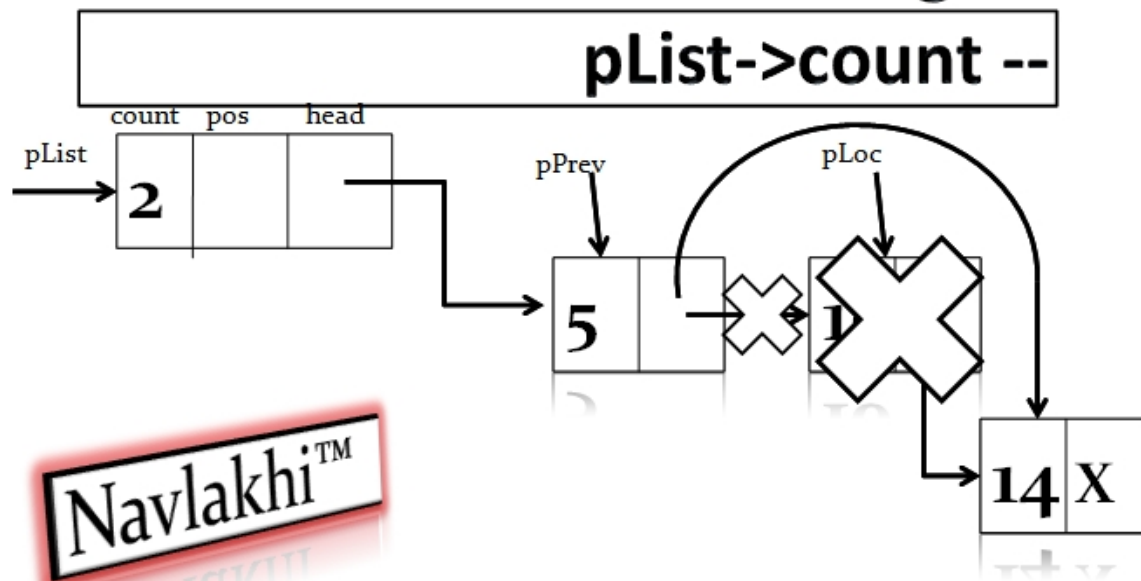 pList->count --
count pos head
pList
pPrev
pLoc
2
5
14 X
Navlakhi™